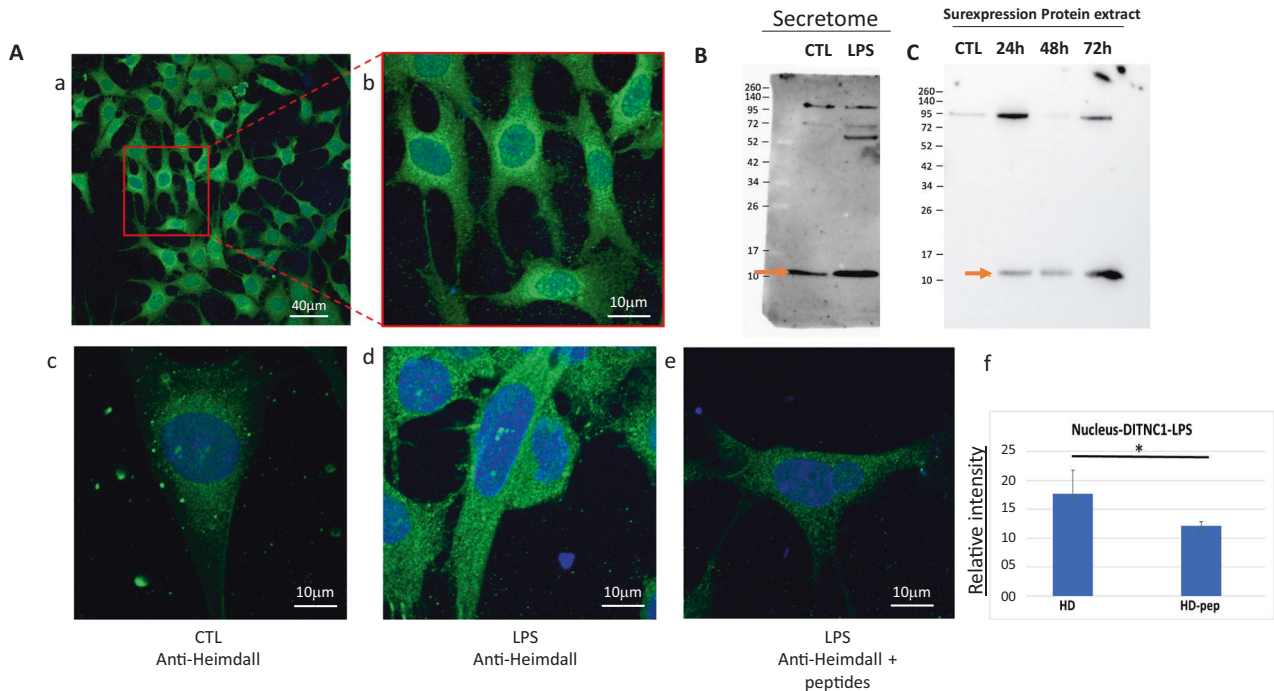 A
a
40μm
b
10μm
B
Secretome
CTL LPS
260
140
95
72
52
42
34
26
17
10
C
Surexpression Protein extract
CTL 24h 48h 72h
260
140
95
72
52
42
34
26
17
10
c
10μm
CTL
Anti-Heimdall
d
10μm
LPS
Anti-Heimdall
e
10μm
LPS
Anti-Heimdall +
peptides
f
Nucleus-DITNC1-LPS
Relative intensity
25
20
15
10
05
00
*
HD HD-pep